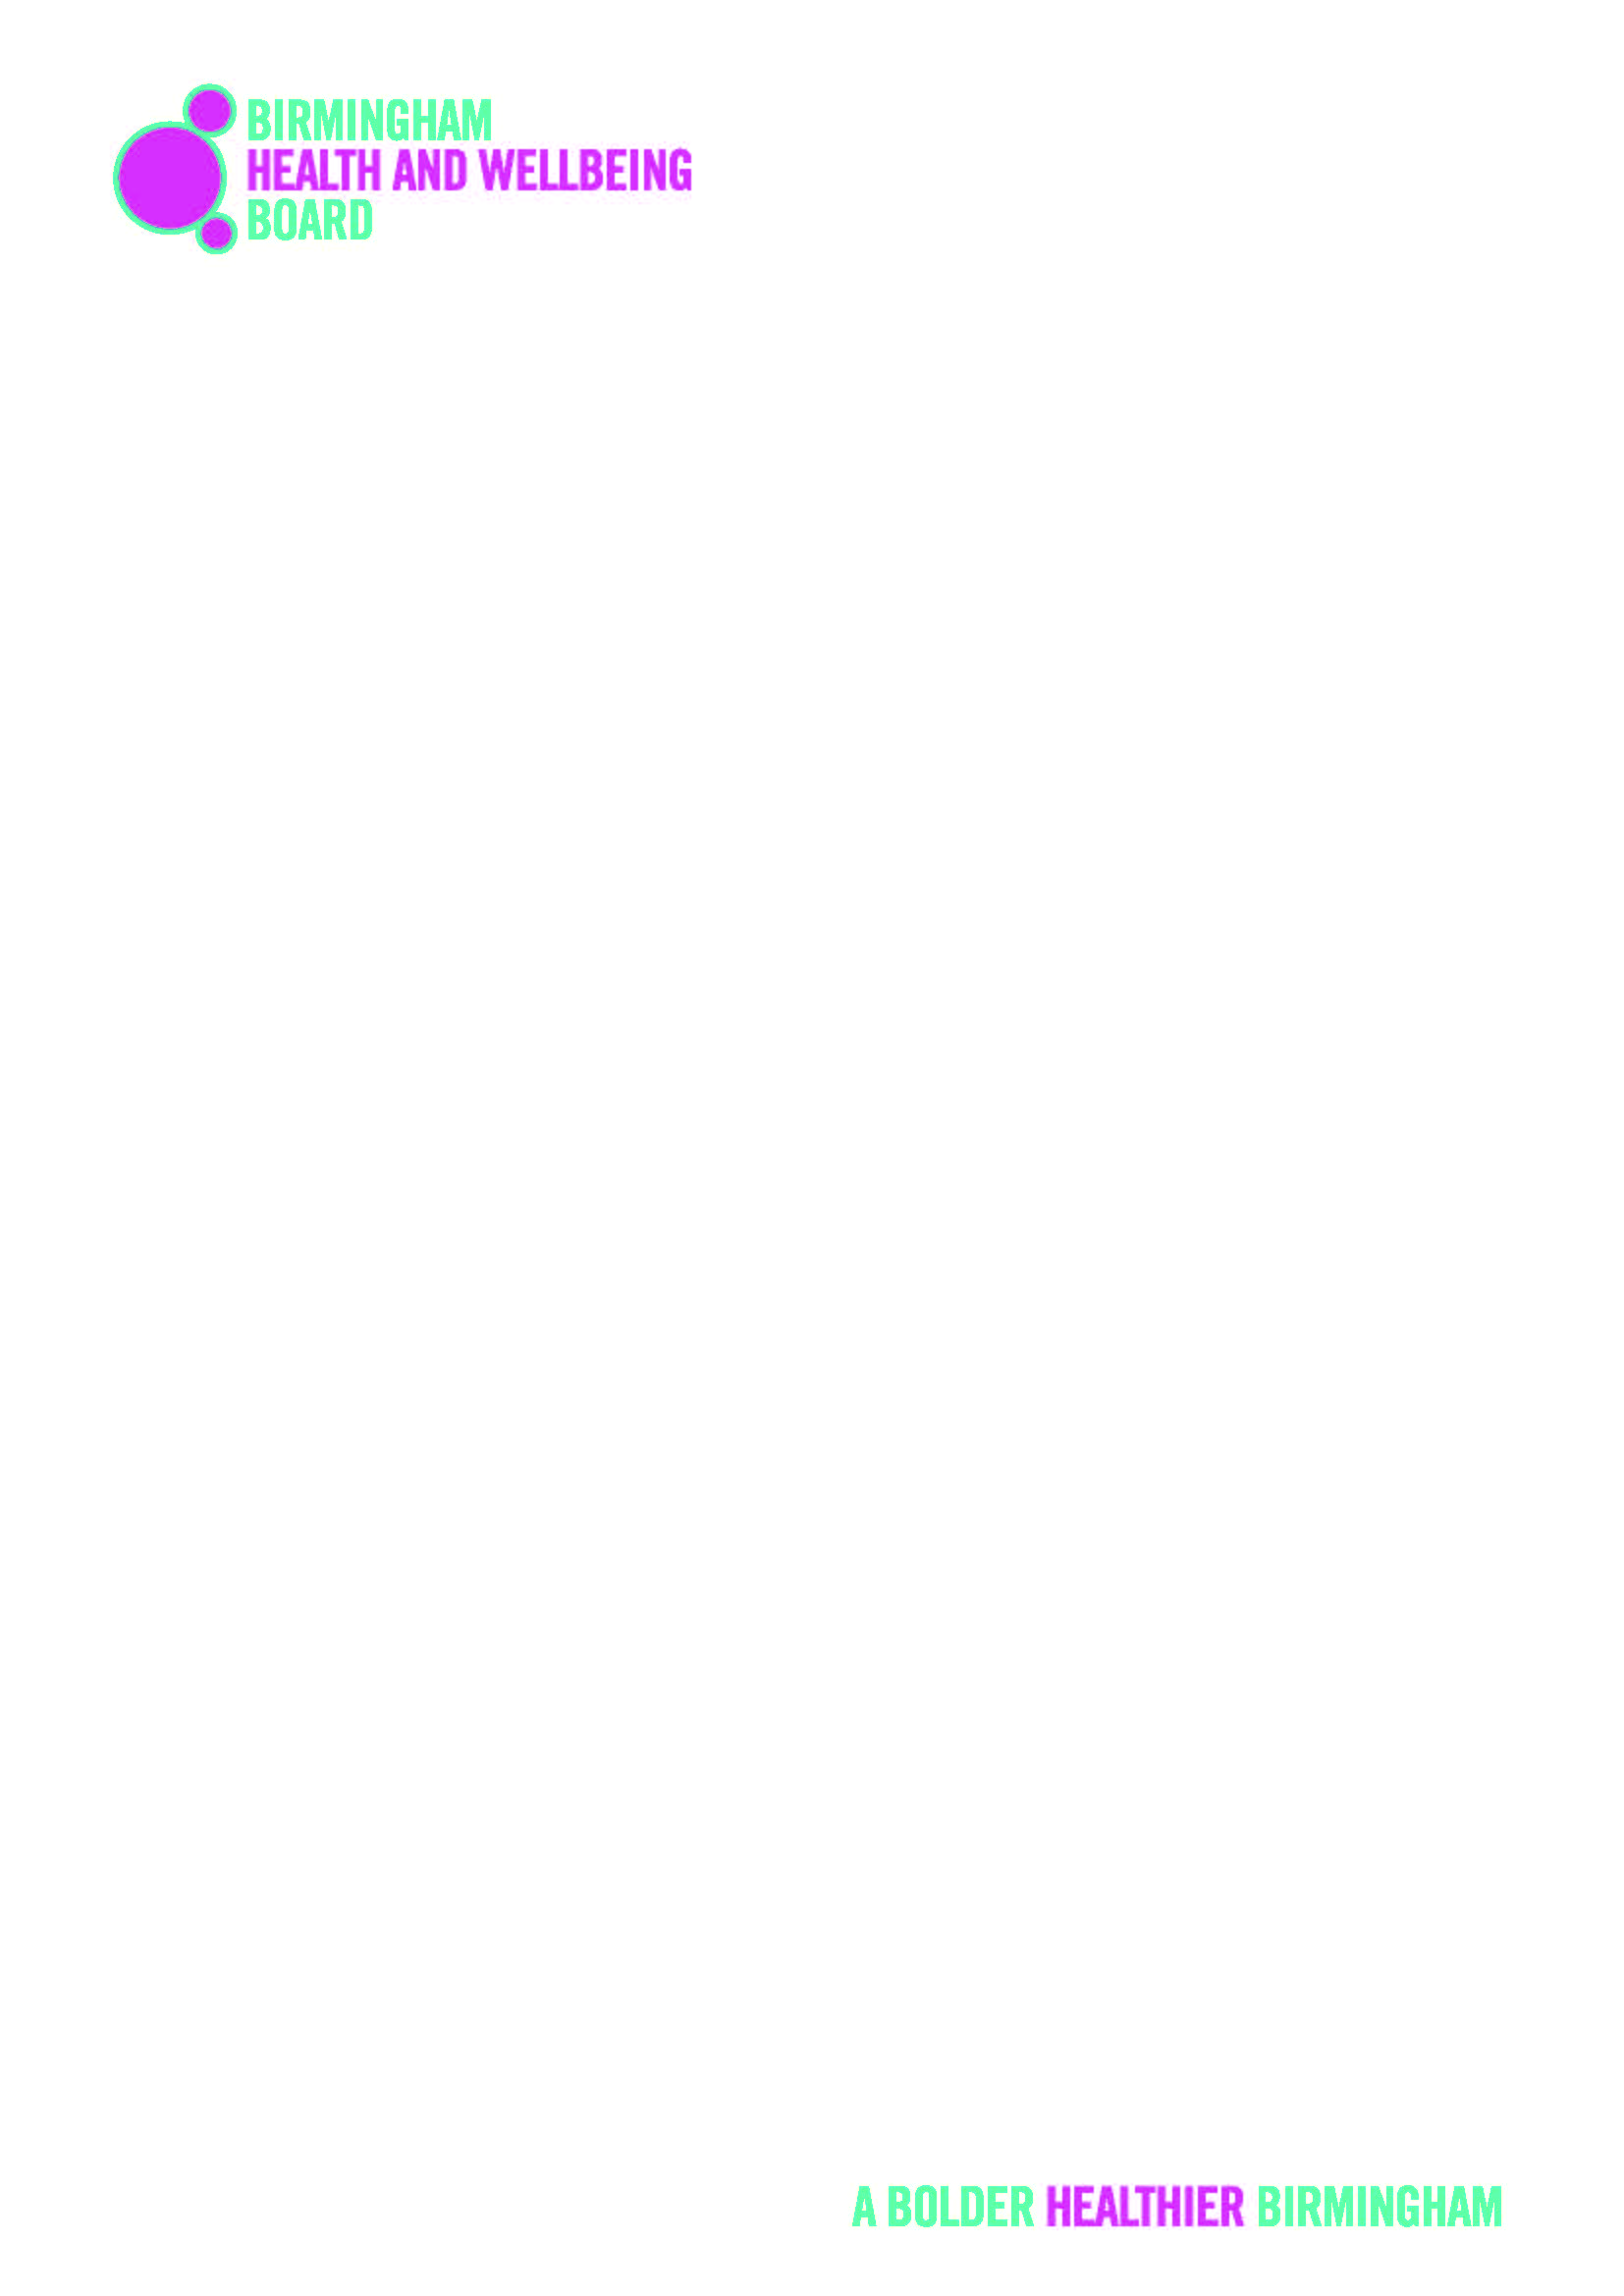 BIRMINGHAM
HEALTH AND WELLBEING
BOARD
A BOLDER HEALTHIER BIRMINGHAM